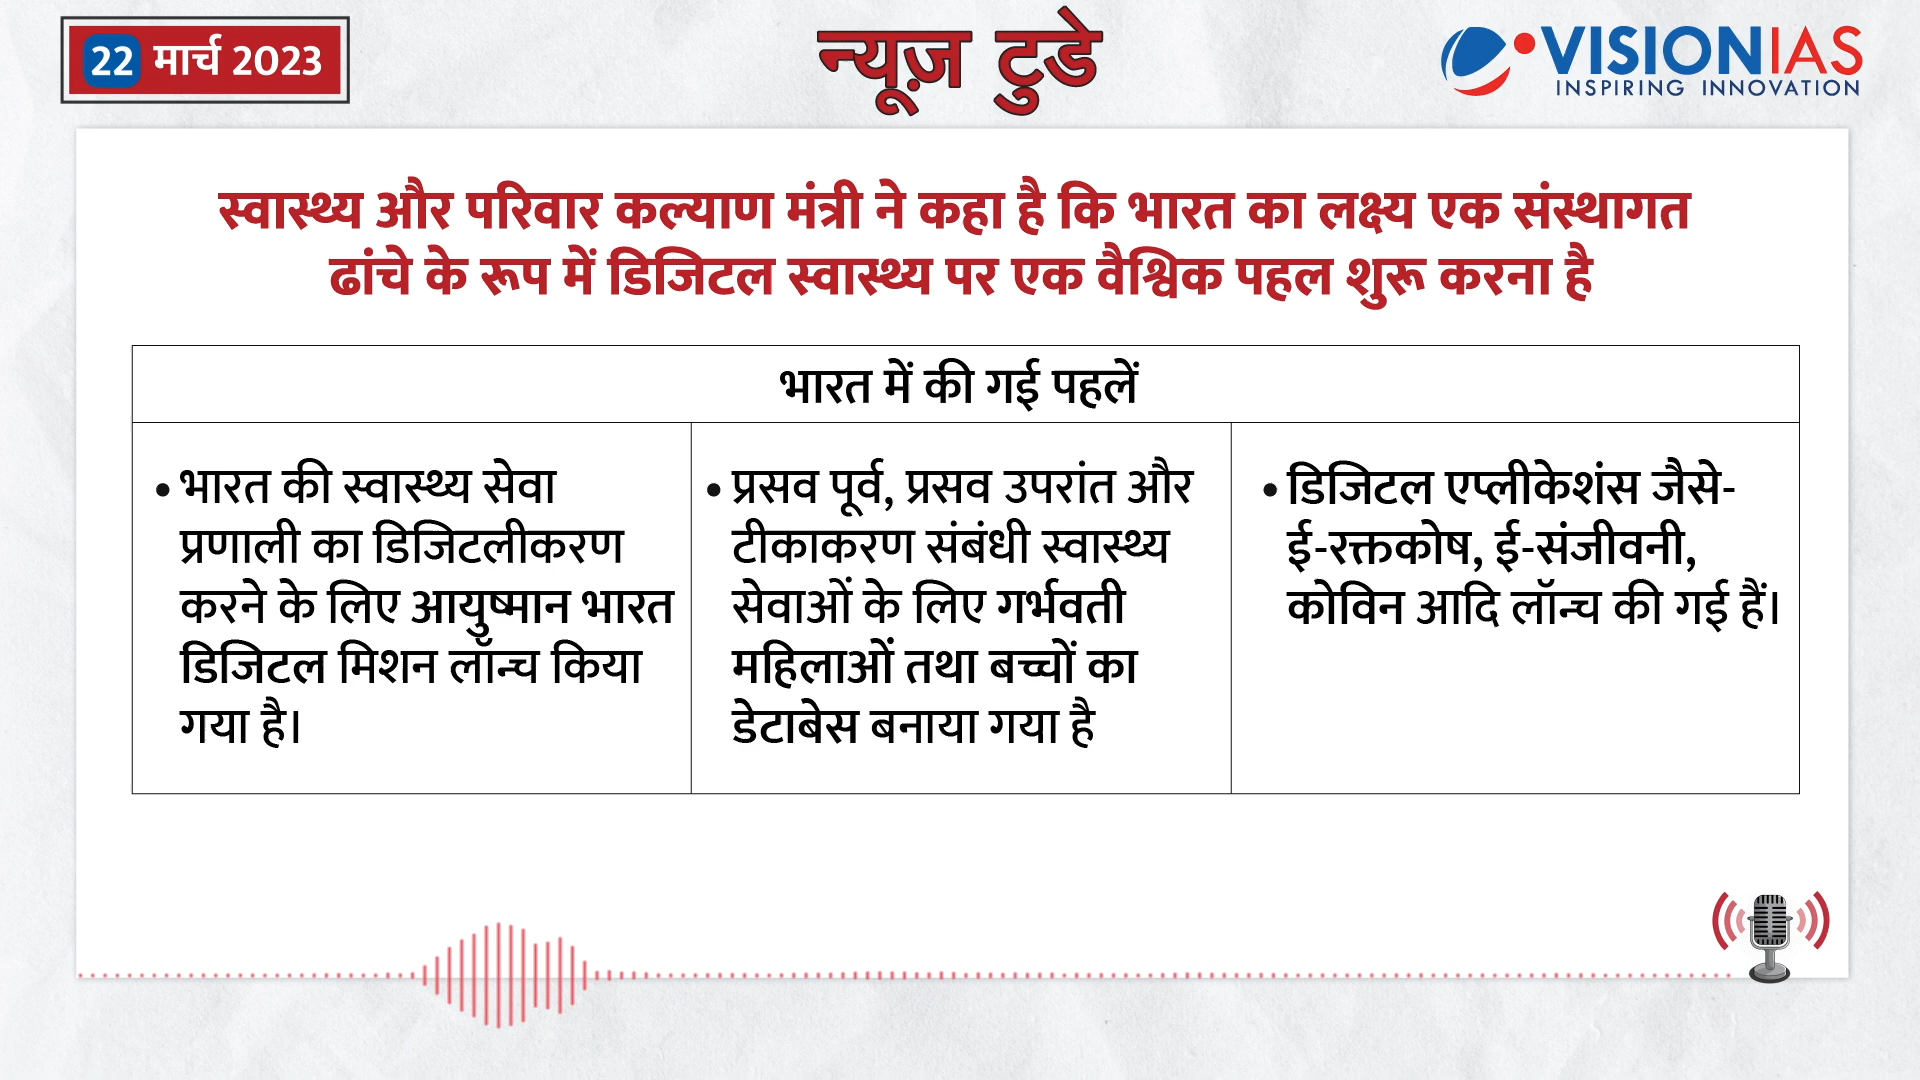 22 मार्च 2023
न्यूज़ टुडे
VISIONIAS
INSPIRING INNOVATION
स्वास्थ्य और परिवार कल्याण मंत्री ने कहा है कि भारत का लक्ष्य एक संस्थागत
ढांचे के रूप में डिजिटल स्वास्थ्य पर एक वैश्विक पहल शुरू करना है
भारत में की गई पहलें
• भारत की स्वास्थ्य सेवा
प्रणाली का डिजिटलीकरण
करने के लिए आयुष्मान भारत
डिजिटल मिशन लॉन्च किया
गया है।
• प्रसव पूर्व, प्रसव उपरांत और
टीकाकरण संबंधी स्वास्थ्य
सेवाओं के लिए गर्भवती
महिलाओं तथा बच्चों का
डेटाबेस बनाया गया है
• डिजिटल एप्लीकेशंस जैसे-
ई-रक्तकोष, ई-संजीवनी,
कोविन आदि लॉन्च की गई हैं।